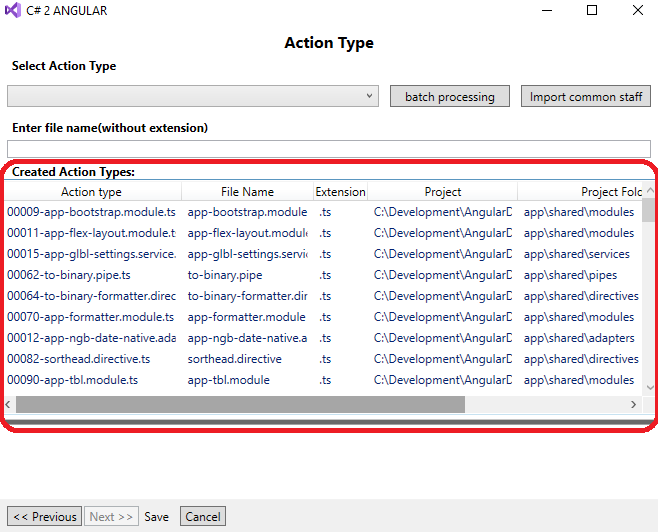 C# 2 ANGULAR
Action Type
Select Action Type
batch processing Import common staff
Enter file name(without extension)
Created Action Types:
Action type File Name Extension Project Project Fold
00009-app-bootstrap.module.ts app-bootstrap.module .ts C:\Development\AngularD app\shared\modules
00011-app-flex-layout.module.t app-flex-layout.module .ts C:\Development\AngularD app\shared\modules
00015-app-glbl-settings.service. app-glbl-settings.servic .ts C:\Development\AngularD app\shared\services
00062-to-binary.pipe.ts to-binary.pipe .ts C:\Development\AngularD app\shared\pipes
00064-to-binary-formatter.direc to-binary-formatter.dir .ts C:\Development\AngularD app\shared\directives
00070-app-formatter.module.ts app-formatter.module .ts C:\Development\AngularD app\shared\modules
00012-app-ngb-date-native.ada app-ngb-date-native.a .ts C:\Development\AngularD app\shared\adapters
00082-sorthead.directive.ts sorthead.directive .ts C:\Development\AngularD app\shared\directives
00090-app-tbl.module.ts app-tbl.module .ts C:\Development\AngularD app\shared\modules
<< Previous Next >> Save Cancel